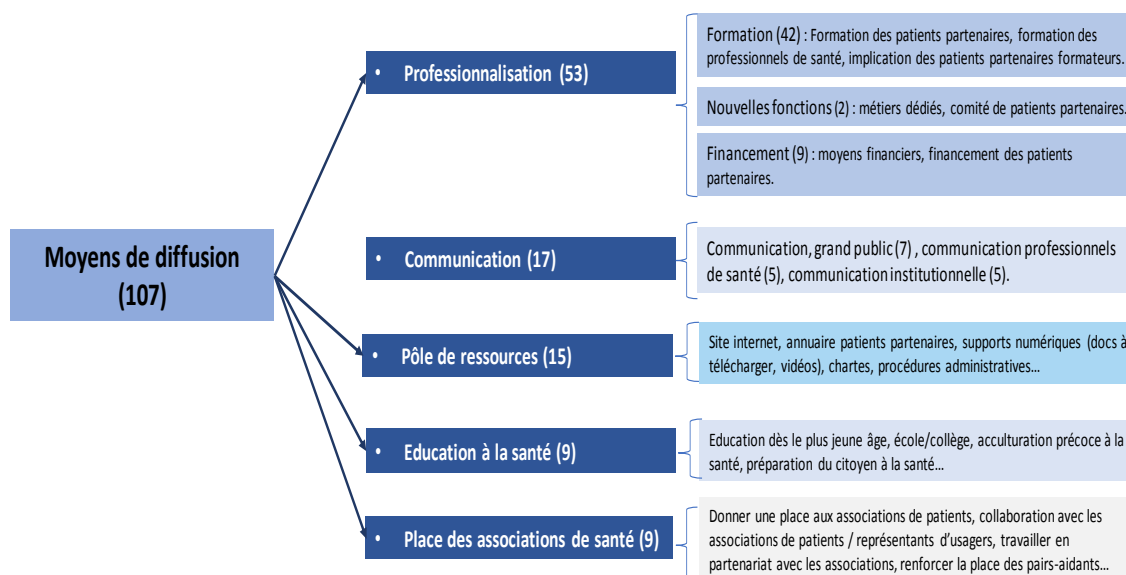 Moyens de diffusion
(107)
• Professionnalisation (53)
Formation (42) : Formation des patients partenaires, formation des
professionnels de santé, implication des patients partenaires formateurs.
Nouvelles fonctions (2) : métiers dédiés, comité de patients partenaires.
Financement (9) : moyens financiers, financement des patients
partenaires.
• Communication (17)
Communication, grand public (7) , communication professionnels
de santé (5), communication institutionnelle (5).
• Pôle de ressources (15)
Site internet, annuaire patients partenaires, supports numériques (docs à
télécharger, vidéos), chartes, procédures administratives…
• Education à la santé (9)
Education dès le plus jeune âge, école/collège, acculturation précoce à la
santé, préparation du citoyen à la santé…
• Place des associations de santé (9)
Donner une place aux associations de patients, collaboration avec les
associations de patients / représentants d’usagers, travailler en
partenariat avec les associations, renforcer la place des pairs-aidants…